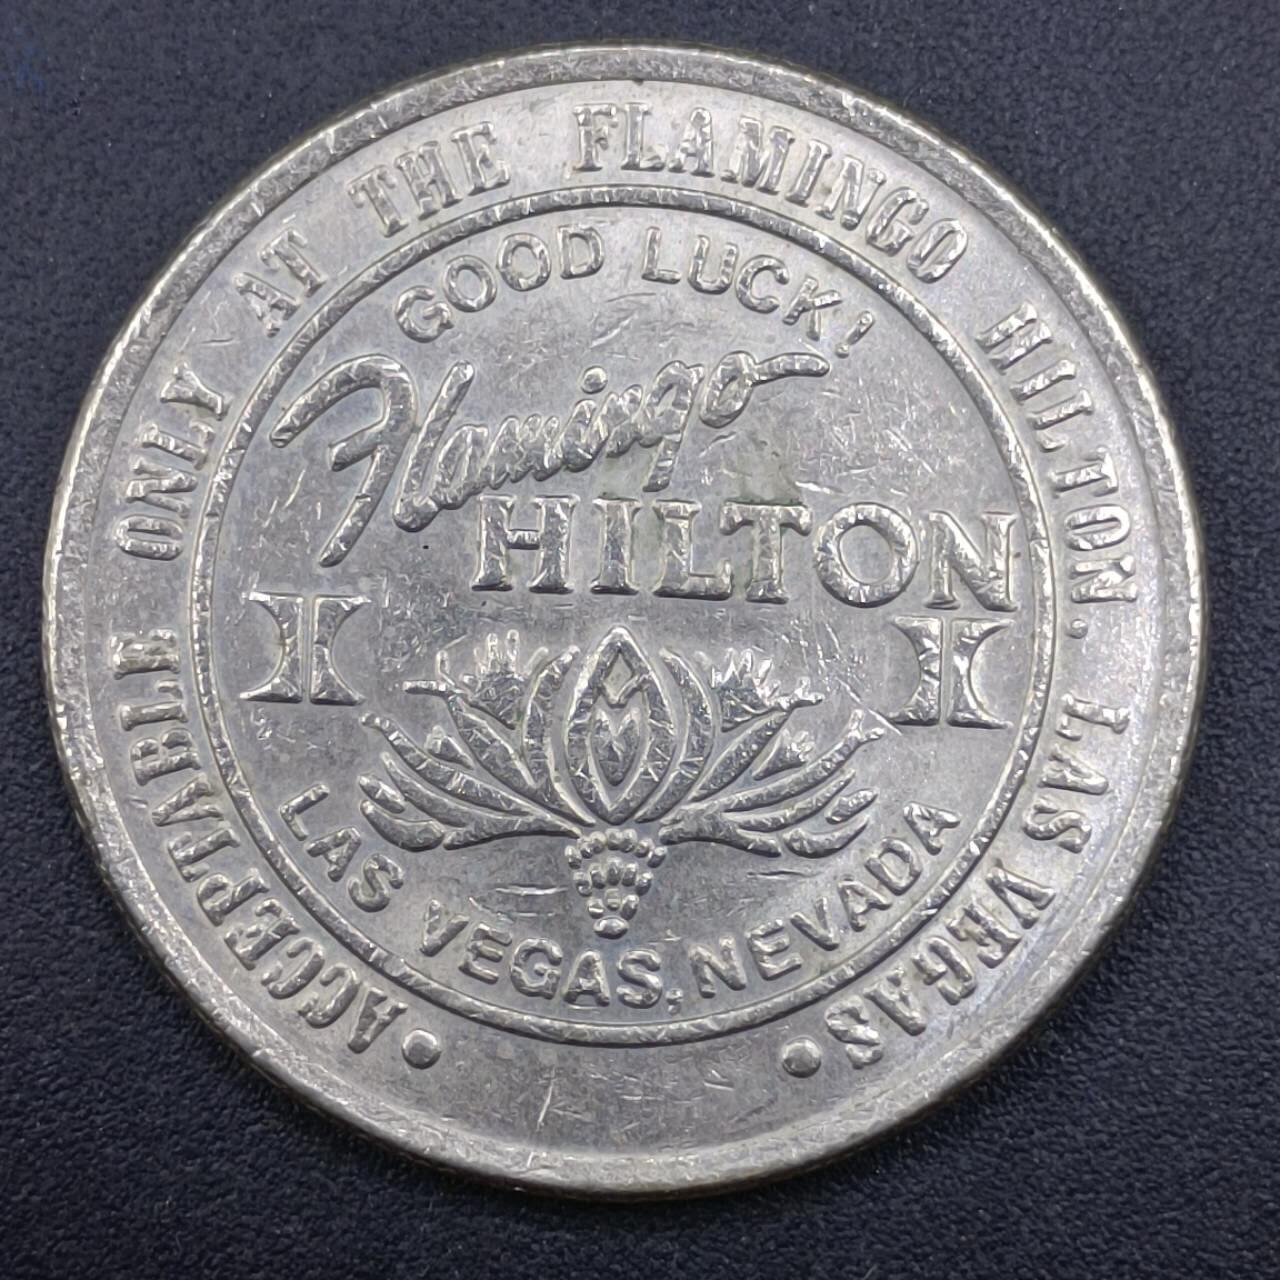 • ACCEPTABLE ONLY AT THE FLAMINGO HILTON, LAS VEGAS •
GOOD LUCK!
Flamingo
HILTON
LAS VEGAS, NEVADA